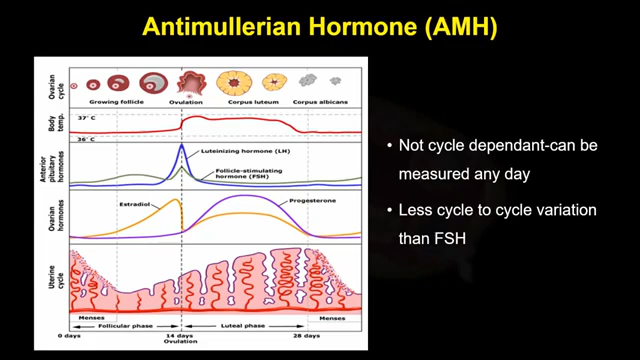 Antimullerian Hormone (AMH)
Ovarian
cycle
Growing follicle
Ovulation
Corpus luteum
Corpus albicans
Body
temp.
37° C
36° C
Anterior
pituitary
hormones
Luteinizing hormone (LH)
Follicle-stimulating
hormone (FSH)
Ovarian
hormones
Estradiol
Progesterone
Uterine
cycle
Menses
Menses
Follicular phase
Luteal phase
0 days
14 days
Ovulation
28 days
• Not cycle dependant-can be
measured any day
• Less cycle to cycle variation
than FSH